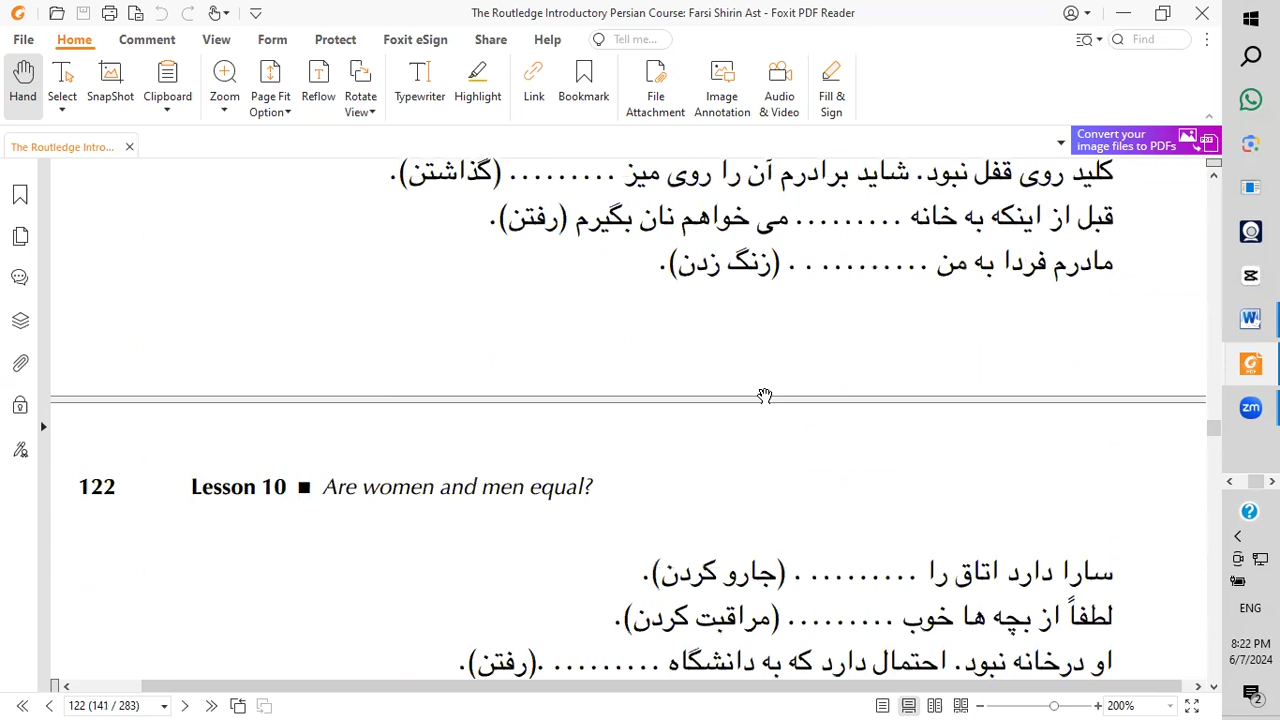 The Routledge Introductory Persian Course: Farsi Shirin Ast - Foxit PDF Reader
File Home Comment View Form Protect Foxit eSign Share Help Tell me... Find
Hand Select SnapShot Clipboard Zoom Page Fit Option Reflow Rotate View Typewriter Highlight Link Bookmark File Attachment Image Annotation Audio & Video Fill & Sign
The Routledge Intro...
Convert your image files to PDFs
کلید روی قفل نبود. شاید برادرم آن را روی میز ......... (گذاشتن).
قبل از اینکه به خانه ......... می خواهم نان بگیرم (رفتن).
مادرم فردا به من ........... (زنگ زدن).
122 Lesson 10 ■ Are women and men equal?
سارا دارد اتاق را .......... (جارو کردن).
لطفاً از بچه ها خوب ......... (مراقبت کردن).
او درخانه نبود. احتمال دارد که به دانشگاه ..........(رفتن).
122 (141 / 283)
200%
ENG
8:22 PM
6/7/2024
zm
2